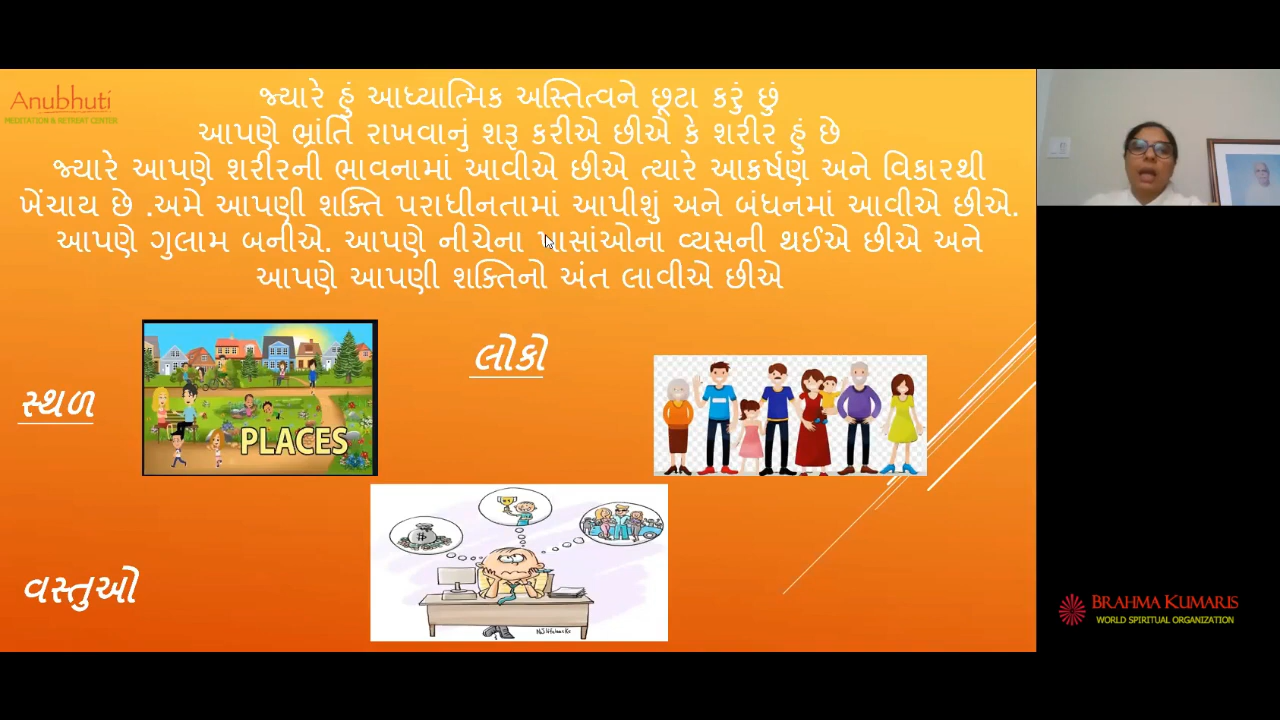 Anubhuti
MEDITATION & RETREAT CENTER
જ્યારે હું આધ્યાત્મિક અસ્તિત્વને છૂટા કરું છું
આપણે ભ્રાંતિ રાખવાનું શરૂ કરીએ છીએ કે શરીર હું છે
જ્યારે આપણે શરીરની ભાવનામાં આવીએ છીએ ત્યારે આકર્ષણ અને વિકારથી
ખેંચાય છે .અમે આપણી શક્તિ પરાધીનતામાં આપીશું અને બંધનમાં આવીએ છીએ.
આપણે ગુલામ બનીએ. આપણે નીચેના પાસાંઓના વ્યસની થઈએ છીએ અને
આપણે આપણી શક્તિનો અંત લાવીએ છીએ
સ્થળ
PLACES
લોકો
વસ્તુઓ
BRAHMA KUMARIS
WORLD SPIRITUAL ORGANIZATION